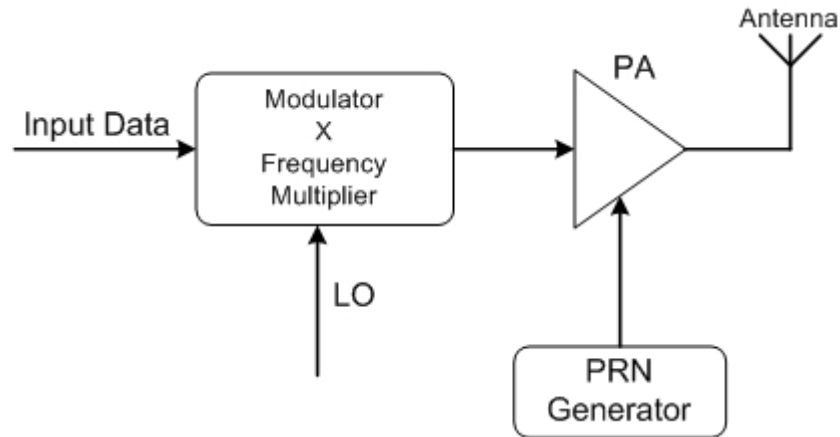 Antenna
PA
Input Data
Modulator
X
Frequency
Multiplier
LO
PRN
Generator